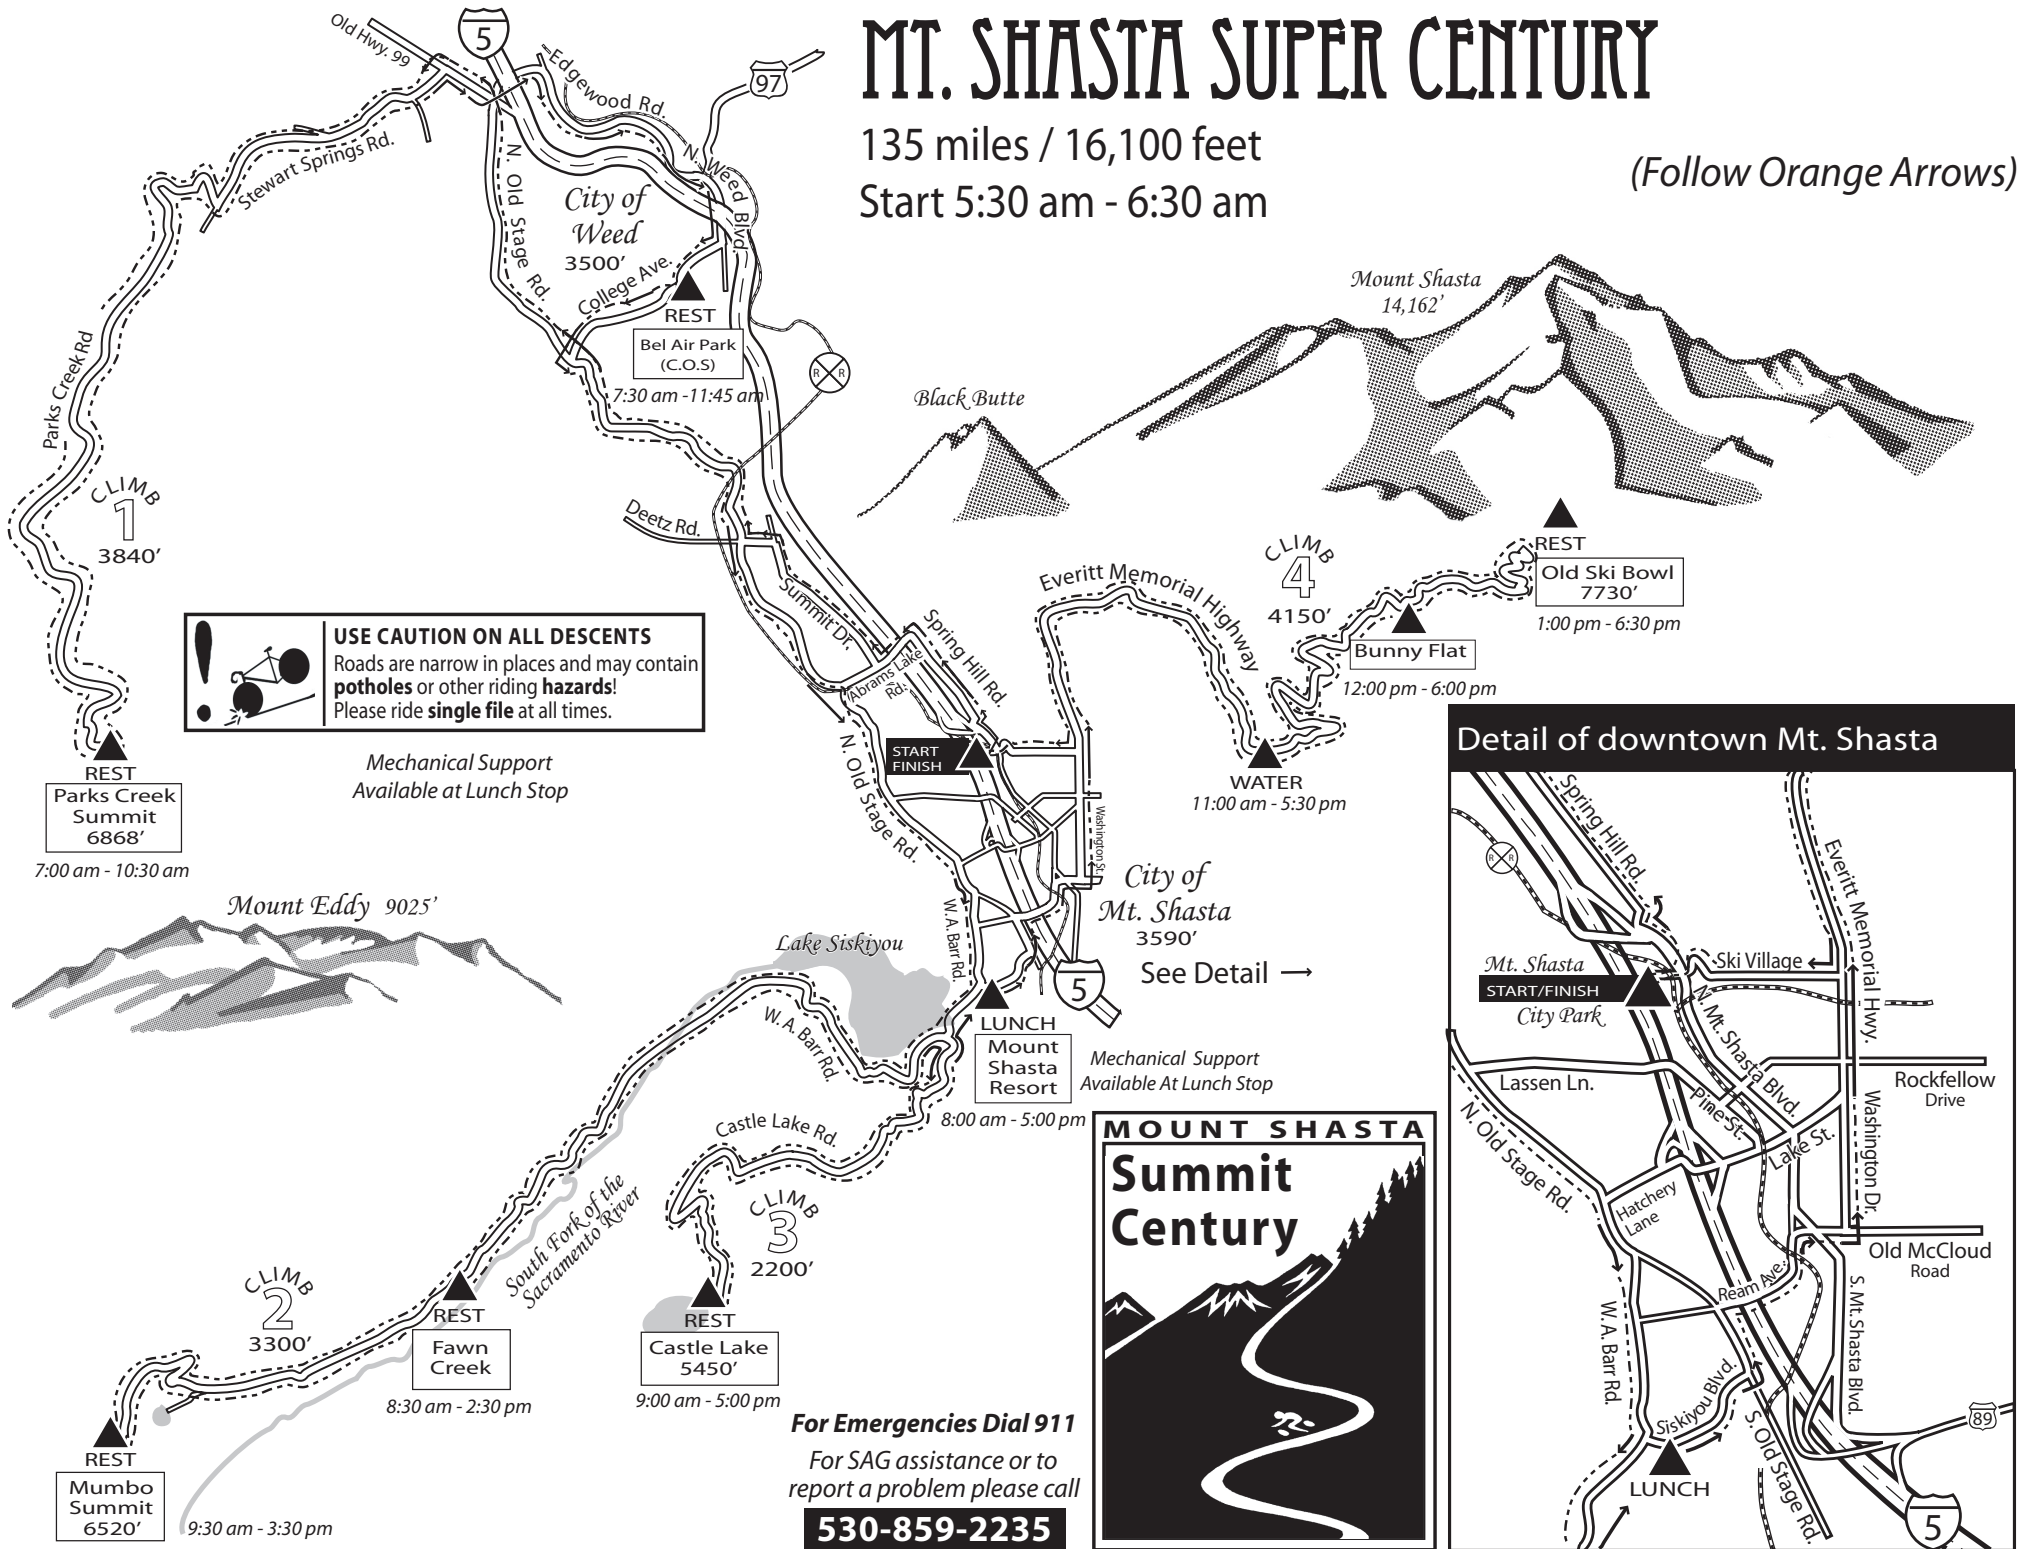 MT. SHASTA SUPER CENTURY
135 miles / 16,100 feet
Start 5:30 am - 6:30 am
(Follow Orange Arrows)
Old Hwy. 99
5
Edgewood Rd.
97
N. Weed Blvd.
Stewart Springs Rd.
N. Old Stage Rd.
City of
Weed
3500’
College Ave.
REST
Bel Air Park
(C.O.S)
7:30 am -11:45 am
R R
Parks Creek Rd
CLIMB
1
3840’
REST
Parks Creek
Summit
6868’
7:00 am - 10:30 am
Black Butte
Mount Shasta
14,162’
Deetz Rd.
Summit Dr.
Abrams Lake
Rd.
Spring Hill Rd.
Everitt Memorial Highway
CLIMB
4
4150’
REST
Old Ski Bowl
7730’
1:00 pm - 6:30 pm
Bunny Flat
12:00 pm - 6:00 pm
WATER
11:00 am - 5:30 pm
!
USE CAUTION ON ALL DESCENTS
Roads are narrow in places and may contain
potholes or other riding hazards!
Please ride single file at all times.
Mechanical Support
Available at Lunch Stop
START
FINISH
N. Old Stage Rd.
Washington St.
City of
Mt. Shasta
3590’
See Detail
5
W. A. Barr Rd.
Mount Eddy 9025’
Lake Siskiyou
W. A. Barr Rd.
LUNCH
Mount
Shasta
Resort
8:00 am - 5:00 pm
Mechanical Support
Available At Lunch Stop
Castle Lake Rd.
CLIMB
3
2200’
South Fork of the
Sacramento River
REST
Castle Lake
5450’
9:00 am - 5:00 pm
CLIMB
2
3300’
REST
Fawn
Creek
8:30 am - 2:30 pm
REST
Mumbo
Summit
6520’
9:30 am - 3:30 pm
For Emergencies Dial 911
For SAG assistance or to
report a problem please call
530-859-2235
MOUNT SHASTA
Summit
Century
Detail of downtown Mt. Shasta
Spring Hill Rd.
R R
Everitt Memorial Hwy.
Ski Village
Mt. Shasta
START/FINISH
City Park
N. Mt. Shasta Blvd.
Lassen Ln.
Pine St.
Rockfellow
Drive
Washington Dr.
Lake St.
N. Old Stage Rd.
Hatchery
Lane
Old McCloud
Road
Ream Ave.
W. A. Barr Rd.
S. Mt. Shasta Blvd.
Siskiyou Blvd.
89
LUNCH
S. Old Stage Rd.
5